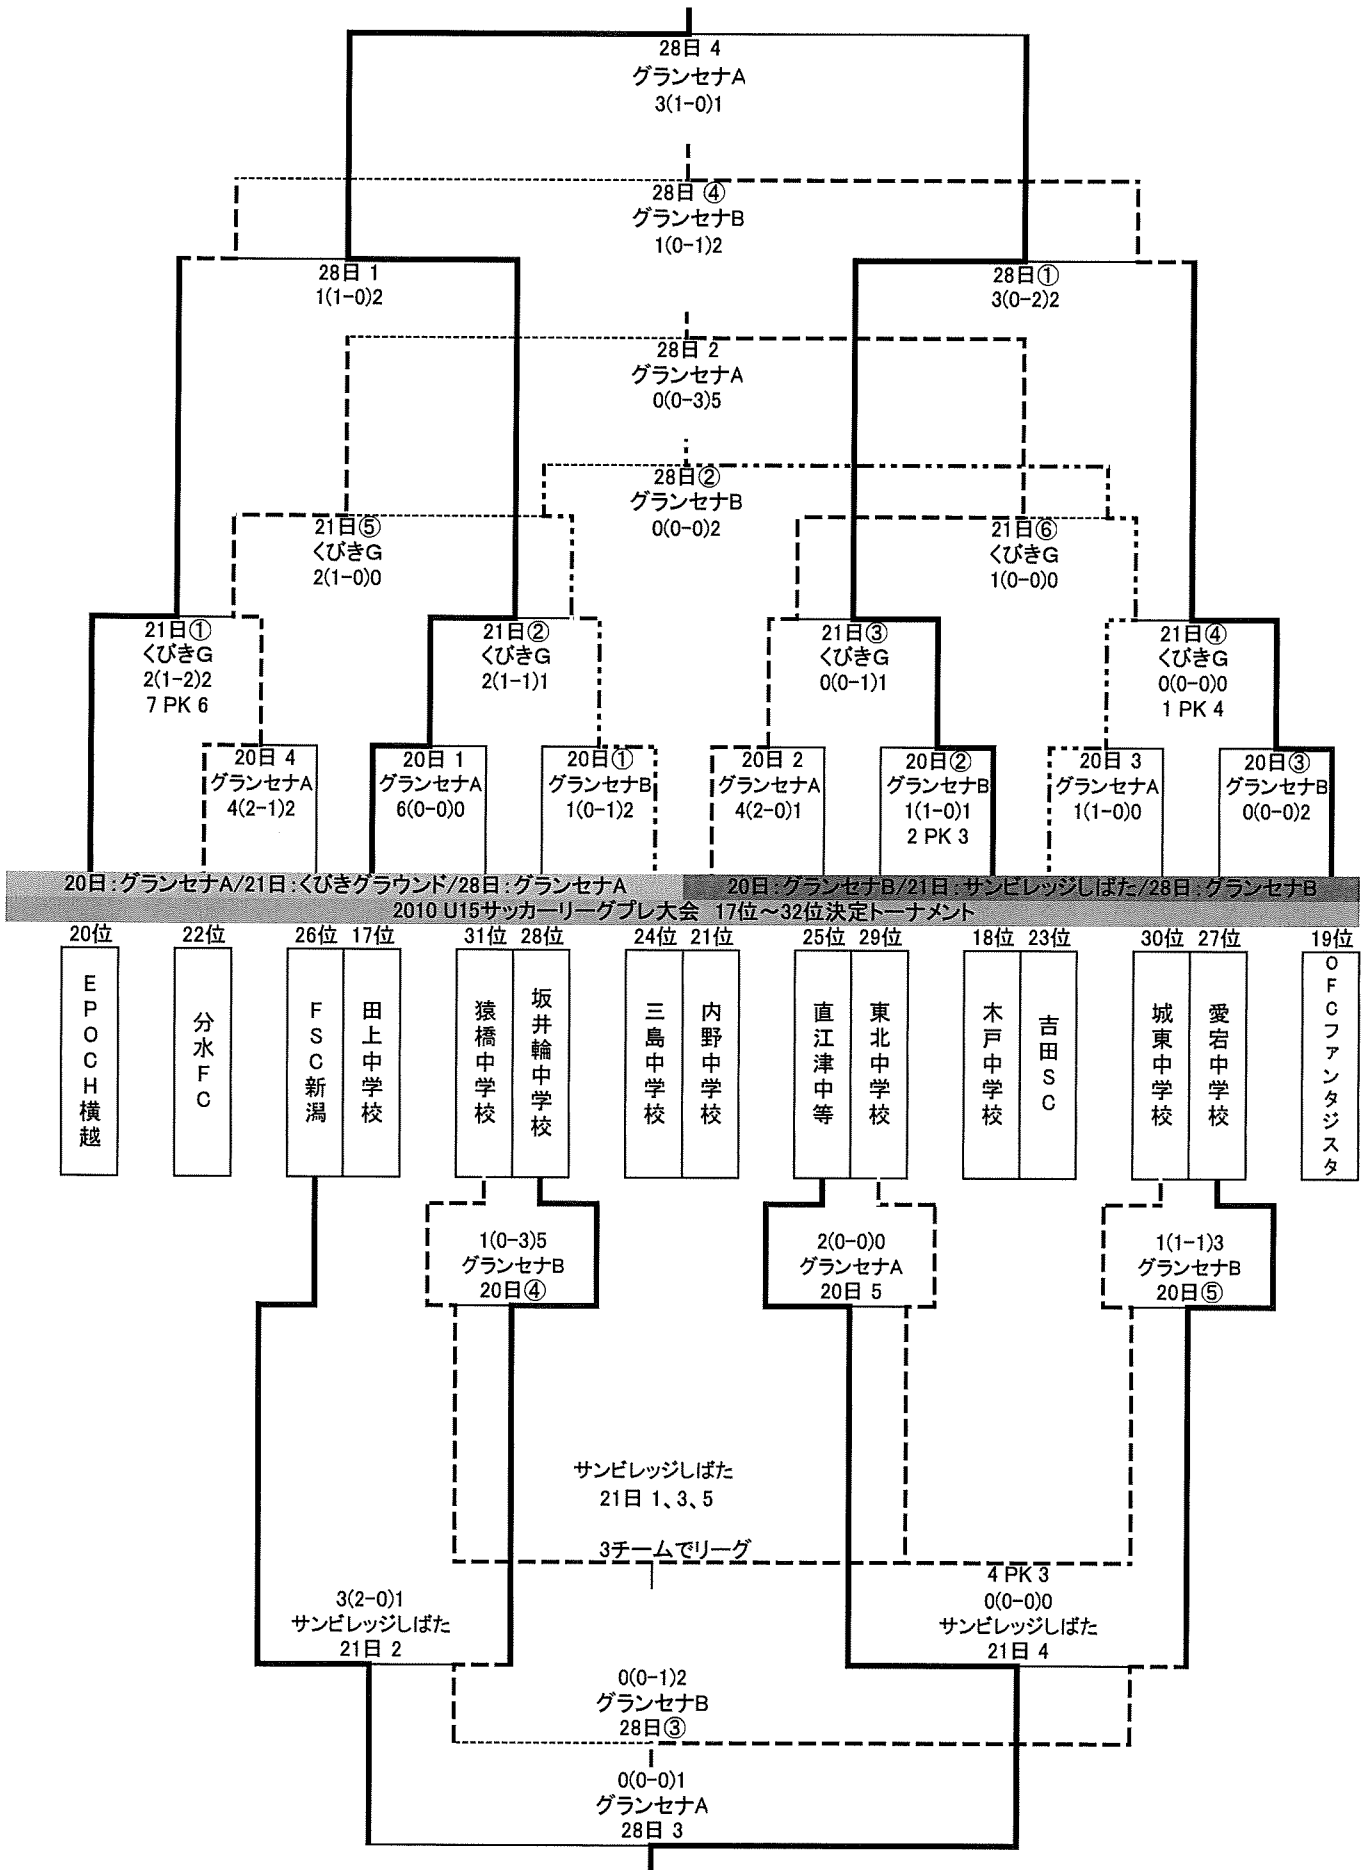 28日 4
グランセナA
3(1-0)1
28日④
グランセナB
1(0-1)2
28日 1
1(1-0)2
28日①
3(0-2)2
28日 2
グランセナA
0(0-3)5
28日②
グランセナB
0(0-0)2
21日⑤
くびきG
2(1-0)0
21日⑥
くびきG
1(0-0)0
21日①
くびきG
2(1-2)2
7 PK 6
21日②
くびきG
2(1-1)1
21日③
くびきG
0(0-1)1
21日④
くびきG
0(0-0)0
1 PK 4
20日 4
グランセナA
4(2-1)2
20日 1
グランセナA
6(0-0)0
20日①
グランセナB
1(0-1)2
20日 2
グランセナA
4(2-0)1
20日②
グランセナB
1(1-0)1
2 PK 3
20日 3
グランセナA
1(1-0)0
20日③
グランセナB
0(0-0)2
20日:グランセナA/21日:くびきグラウンド/28日:グランセナA
20日:グランセナB/21日:サンビレッジしばた/28日:グランセナB
2010 U15サッカーリーグプレ大会 17位～32位決定トーナメント
20位 22位 26位 17位 31位 28位 24位 21位 25位 29位 18位 23位 30位 27位 19位
EPOCH横越
分水FC
FSC新潟
田上中学校
猿橋中学校
坂井輪中学校
三島中学校
内野中学校
直江津中等
東北中学校
木戸中学校
吉田SC
城東中学校
愛宕中学校
OFCファンタジスタ
1(0-3)5
グランセナB
20日④
2(0-0)0
グランセナA
20日 5
1(1-1)3
グランセナB
20日⑤
サンビレッジしばた
21日 1、3、5
3チームでリーグ
3(2-0)1
サンビレッジしばた
21日 2
4 PK 3
0(0-0)0
サンビレッジしばた
21日 4
0(0-1)2
グランセナB
28日③
0(0-0)1
グランセナA
28日 3